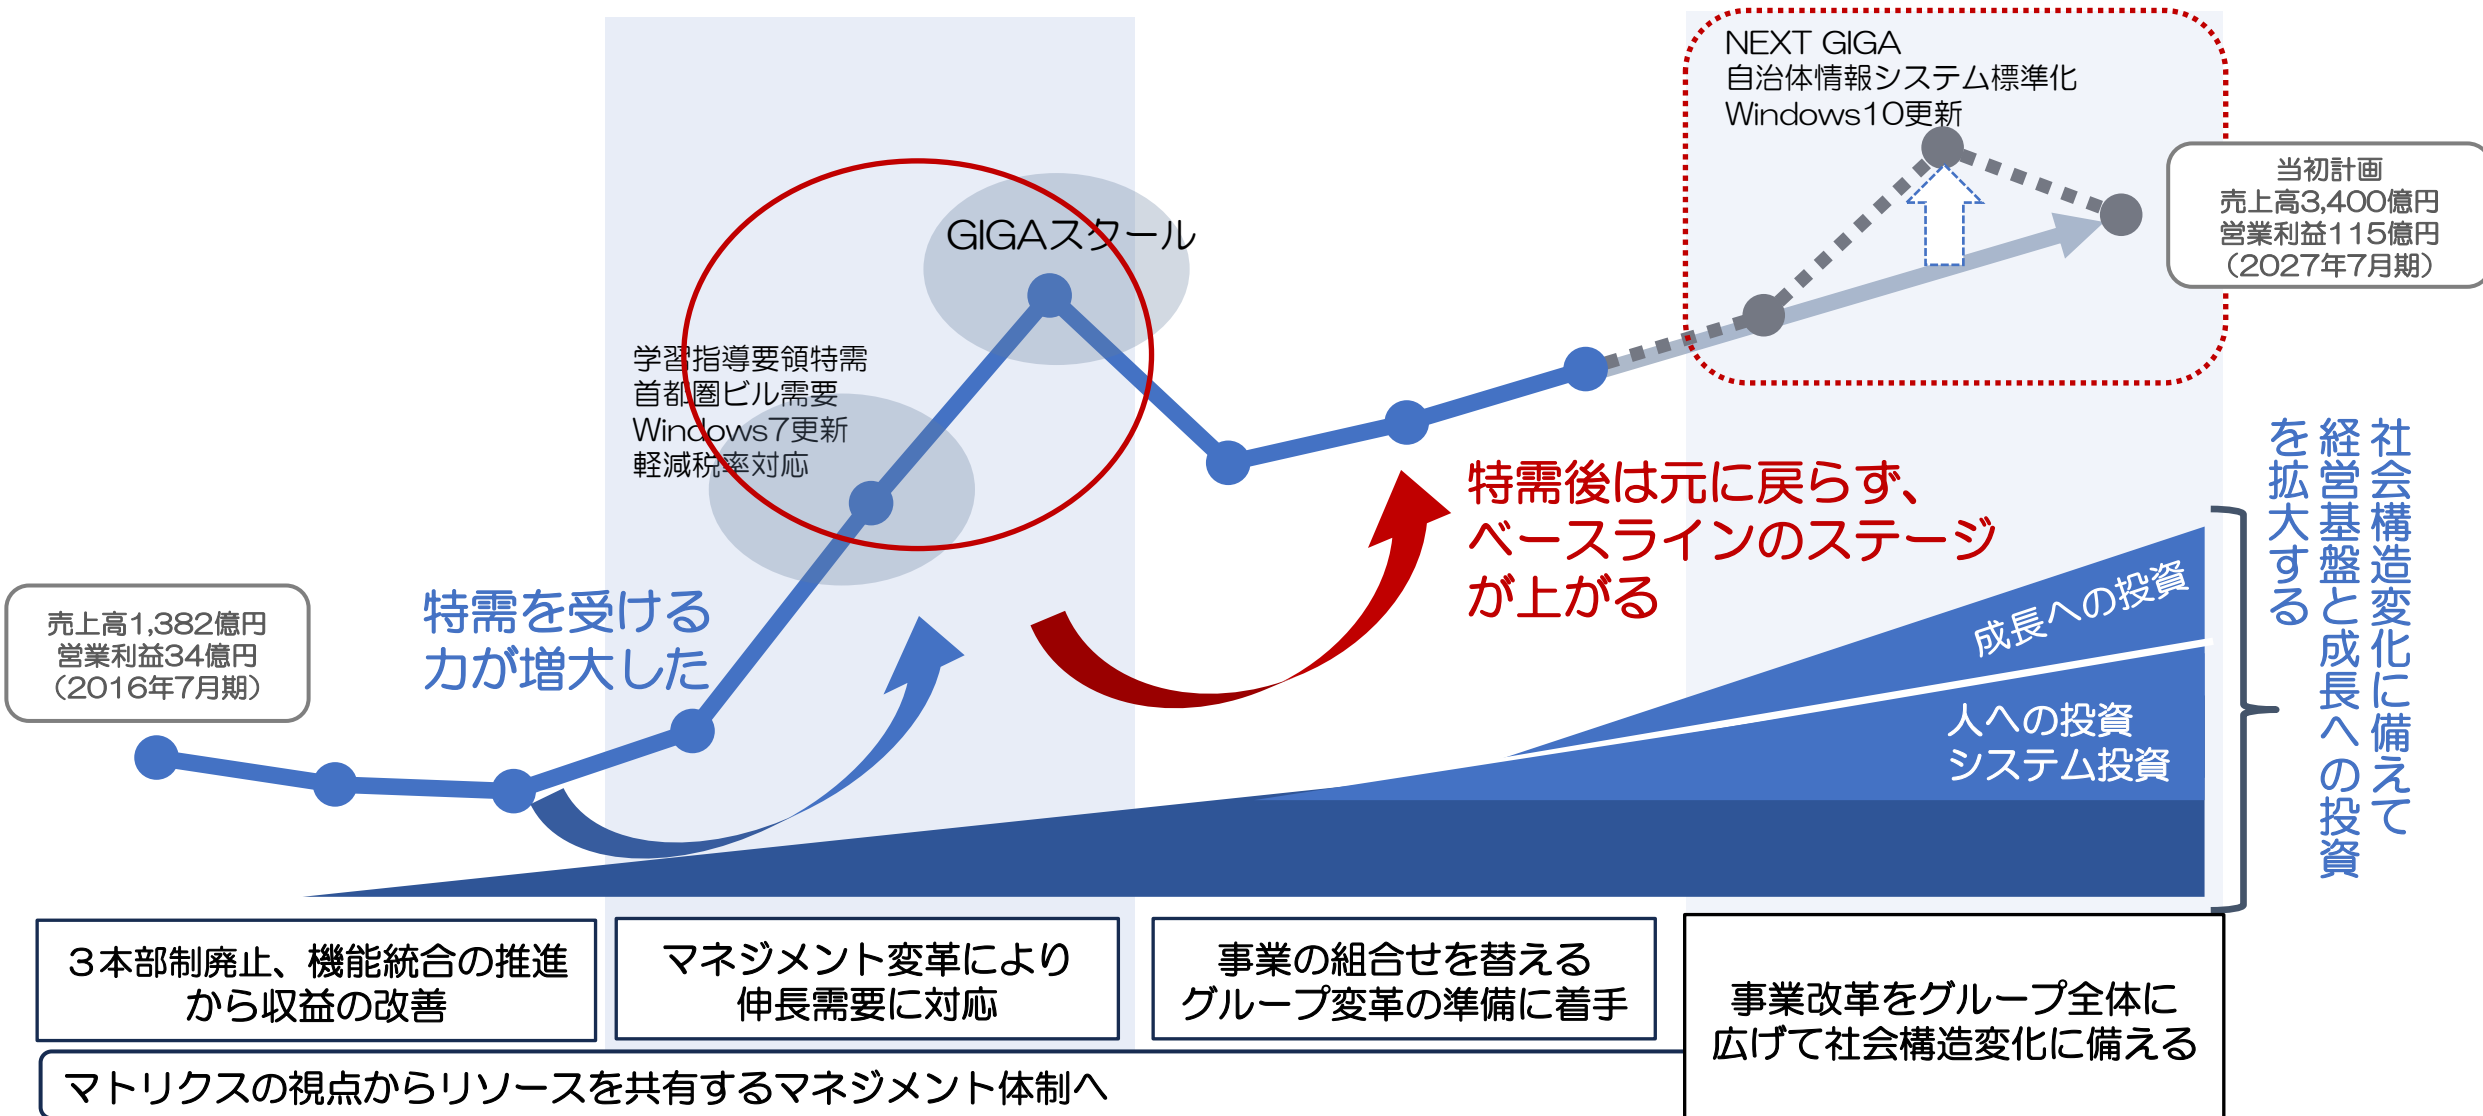 NEXT GIGA
自治体情報システム標準化
Windows10更新
当初計画
売上高3,400億円
営業利益115億円
（2027年7月期）
GIGAスクール
学習指導要領特需
首都圏ビル需要
Windows7更新
軽減税率対応
特需後は元に戻らず、
ベースラインのステージ
が上がる
社会構造変化に備えて
経営基盤と成長への投資
を拡大する
特需を受ける
力が増大した
売上高1,382億円
営業利益34億円
（2016年7月期）
成長への投資
人への投資
システム投資
３本部制廃止、機能統合の推進
から収益の改善
マネジメント変革により
伸長需要に対応
事業の組合せを替える
グループ変革の準備に着手
事業改革をグループ全体に
広げて社会構造変化に備える
マトリクスの視点からリソースを共有するマネジメント体制へ